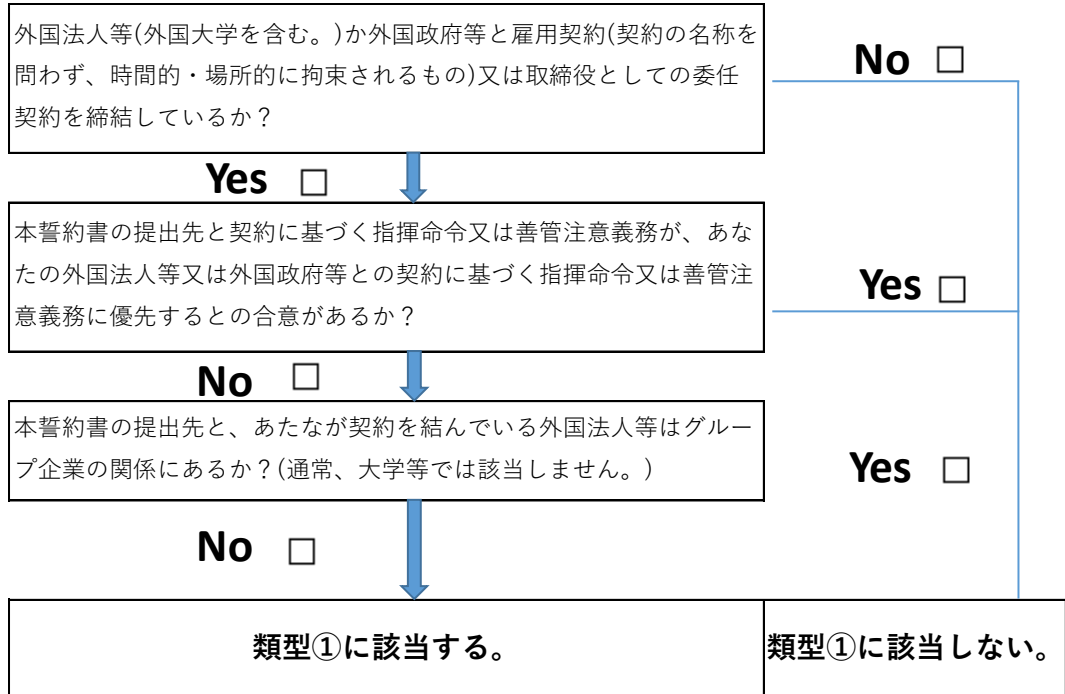 外国法人等(外国大学を含む。)か外国政府等と雇用契約(契約の名称を
問わず、時間的・場所的に拘束されるもの)又は取締役としての委任
契約を締結しているか？
No □
Yes □
本誓約書の提出先と契約に基づく指揮命令又は善管注意義務が、あな
たの外国法人等又は外国政府等との契約に基づく指揮命令又は善管注
意義務に優先するとの合意があるか？
Yes □
No □
本誓約書の提出先と、あたなが契約を結んでいる外国法人等はグルー
プ企業の関係にあるか？(通常、大学等では該当しません。)
Yes □
No □
類型①に該当する。
類型①に該当しない。